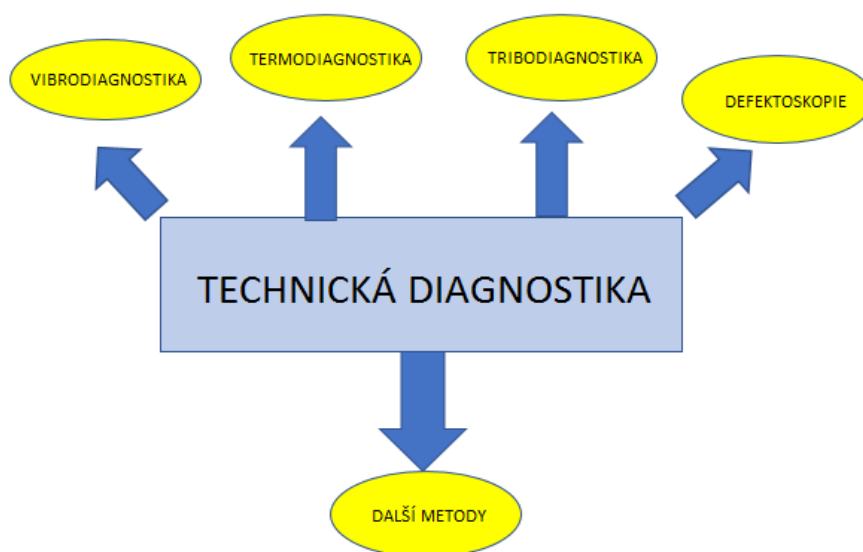 VIBRODIAGNOSTIKA
TERMODIAGNOSTIKA
TRIBODIAGNOSTIKA
DEFEKTOSKOPIE
TECHNICKÁ DIAGNOSTIKA
DALŠÍ METODY